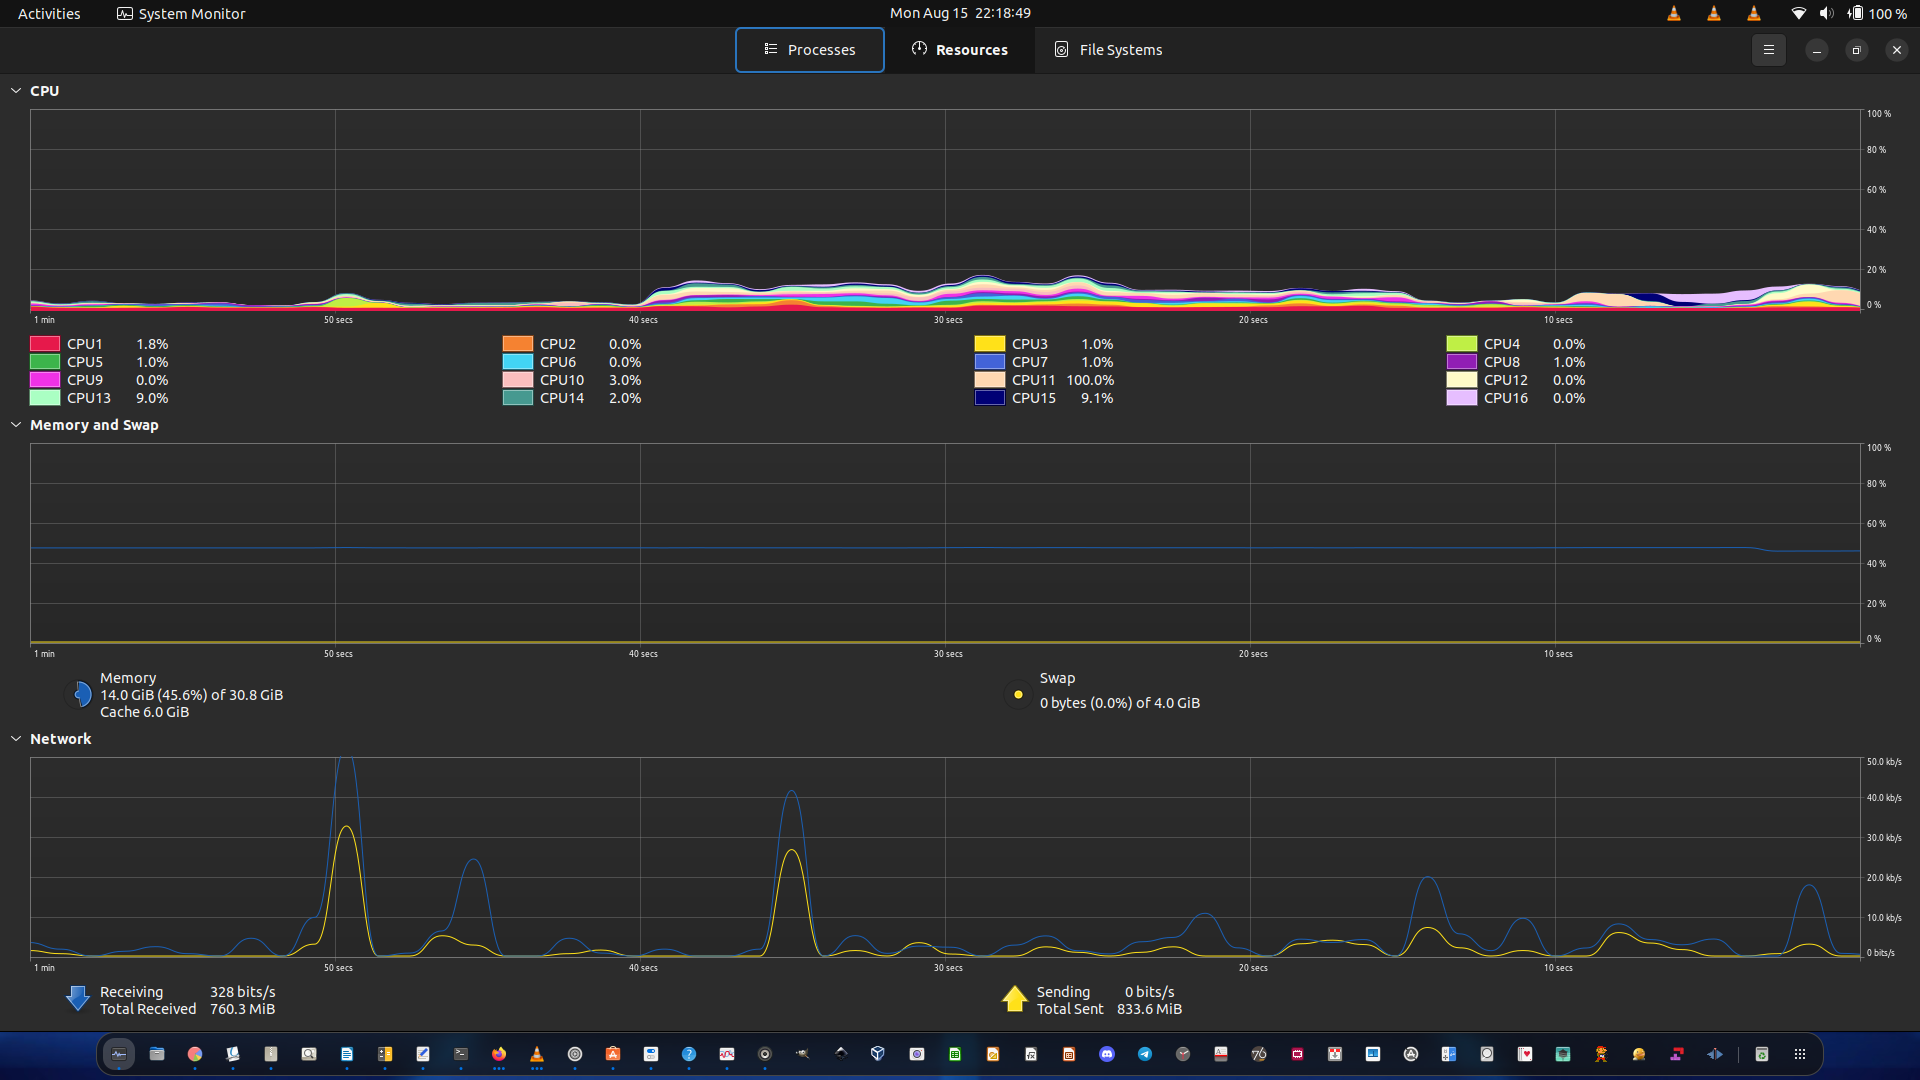 Activities System Monitor Mon Aug 15 22:18:49 100 %
Processes Resources File Systems
CPU
100 %
80 %
60 %
40 %
20 %
0 %
1 min 50 secs 40 secs 30 secs 20 secs 10 secs
CPU1 1.8% CPU2 0.0% CPU3 1.0% CPU4 0.0%
CPU5 1.0% CPU6 0.0% CPU7 1.0% CPU8 1.0%
CPU9 0.0% CPU10 3.0% CPU11 100.0% CPU12 0.0%
CPU13 9.0% CPU14 2.0% CPU15 9.1% CPU16 0.0%
Memory and Swap
100 %
80 %
60 %
40 %
20 %
0 %
1 min 50 secs 40 secs 30 secs 20 secs 10 secs
Memory Swap
14.0 GiB (45.6%) of 30.8 GiB 0 bytes (0.0%) of 4.0 GiB
Cache 6.0 GiB
Network
50.0 kb/s
40.0 kb/s
30.0 kb/s
20.0 kb/s
10.0 kb/s
0 bits/s
1 min 50 secs 40 secs 30 secs 20 secs 10 secs
Receiving 328 bits/s Sending 0 bits/s
Total Received 760.3 MiB Total Sent 833.6 MiB
76